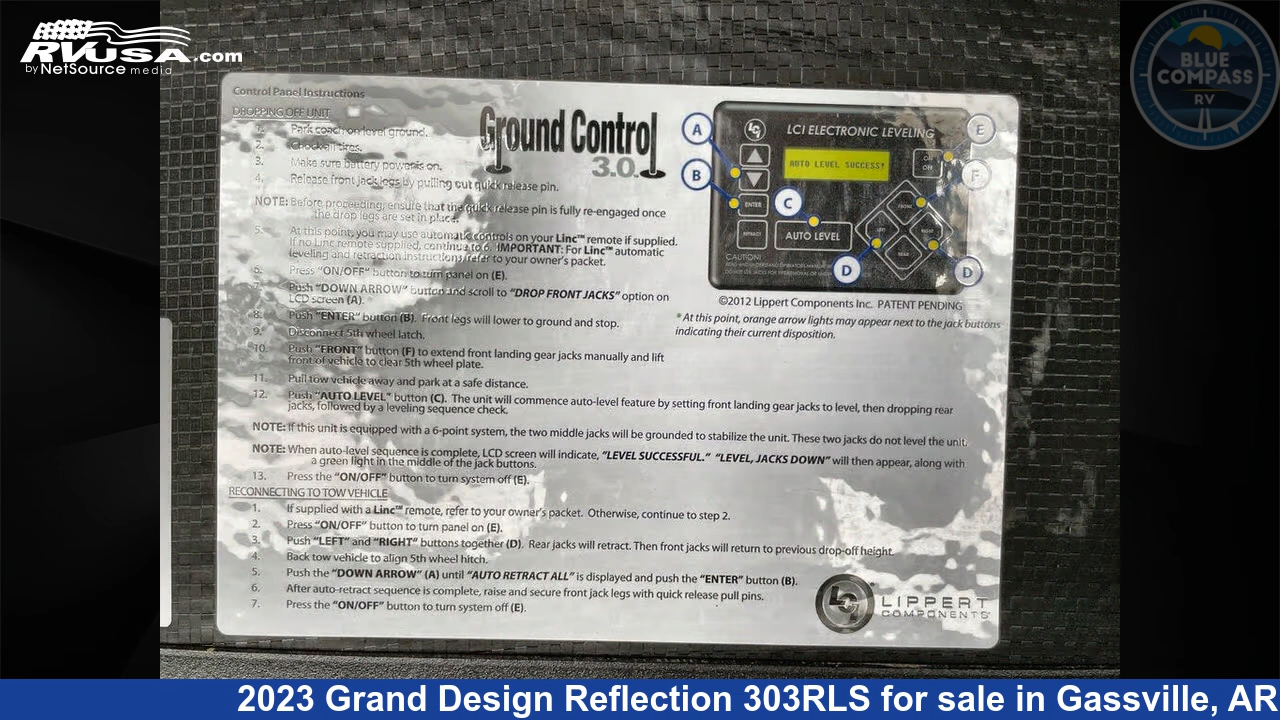 RVUSA.com
by NetSource media
BLUE
COMPASS
RV
Control Panel Instructions
DROPPING OFF UNIT
1. Park coach on level ground.
2. Chock all tires.
3. Make sure battery power is on.
4. Release front jack legs by pulling out quick release pin.
NOTE: Before proceeding, ensure that the quick release pin is fully re-engaged once
the drop legs are set in place.
5. At this point, you may use automatic controls on your Linc™ remote if supplied.
If no Linc remote supplied, continue to 6. IMPORTANT: For Linc™ automatic
leveling and retraction instructions, refer to your owner's packet.
6. Press "ON/OFF" button to turn panel on (E).
7. Push "DOWN ARROW" button and scroll to "DROP FRONT JACKS" option on
LCD screen (A).
8. Push "ENTER" button (B). Front legs will lower to ground and stop.
9. Disconnect 5th wheel latch.
10. Push "FRONT" button (F) to extend front landing gear jacks manually and lift
front of vehicle to clear 5th wheel plate.
11. Pull tow vehicle away and park at a safe distance.
12. Push "AUTO LEVEL" button (C). The unit will commence auto-level feature by setting front landing gear jacks to level, then dropping rear
jacks, followed by a leveling sequence check.
NOTE: If this unit is equipped with a 6-point system, the two middle jacks will be grounded to stabilize the unit. These two jacks do not level the unit.
NOTE: When auto-level sequence is complete, LCD screen will indicate, "LEVEL SUCCESSFUL." "LEVEL, JACKS DOWN" will then appear, along with
a green light in the middle of the jack buttons.
13. Press the "ON/OFF" button to turn system off (E).
RECONNECTING TO TOW VEHICLE
1. If supplied with a Linc™ remote, refer to your owner's packet. Otherwise, continue to step 2.
2. Press "ON/OFF" button to turn panel on (E).
3. Push "LEFT" and "RIGHT" buttons together (D). Rear jacks will retract. Then front jacks will return to previous drop-off height.
4. Back tow vehicle to align 5th wheel hitch.
5. Push the "DOWN ARROW" (A) until "AUTO RETRACT ALL" is displayed and push the "ENTER" button (B).
6. After auto-retract sequence is complete, raise and secure front jack legs with quick release pull pins.
7. Press the "ON/OFF" button to turn system off (E).
Ground Control
3.0
A
B
C
D
D
E
F
LCI ELECTRONIC LEVELING
AUTO LEVEL SUCCESS!
ON
OFF
ENTER
RETRACT
AUTO LEVEL
FRONT
LEFT
RIGHT
REAR
CAUTION!
©2012 Lippert Components Inc. PATENT PENDING
* At this point, orange arrow lights may appear next to the jack buttons
indicating their current disposition.
LIPPERT
COMPONENTS
2023 Grand Design Reflection 303RLS for sale in Gassville, AR